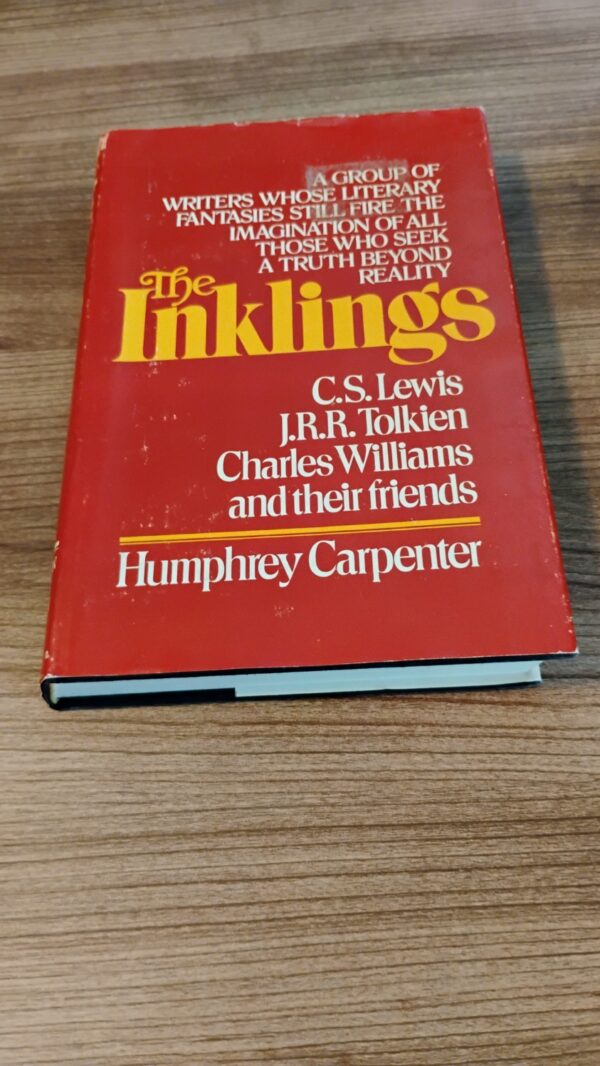 A GROUP OF
WRITERS WHOSE LITERARY
FANTASIES STILL FIRE THE
IMAGINATION OF ALL
THOSE WHO SEEK
A TRUTH BEYOND
REALITY
The
Inklings
C.S. Lewis
J.R.R. Tolkien
Charles Williams
and their friends
Humphrey Carpenter